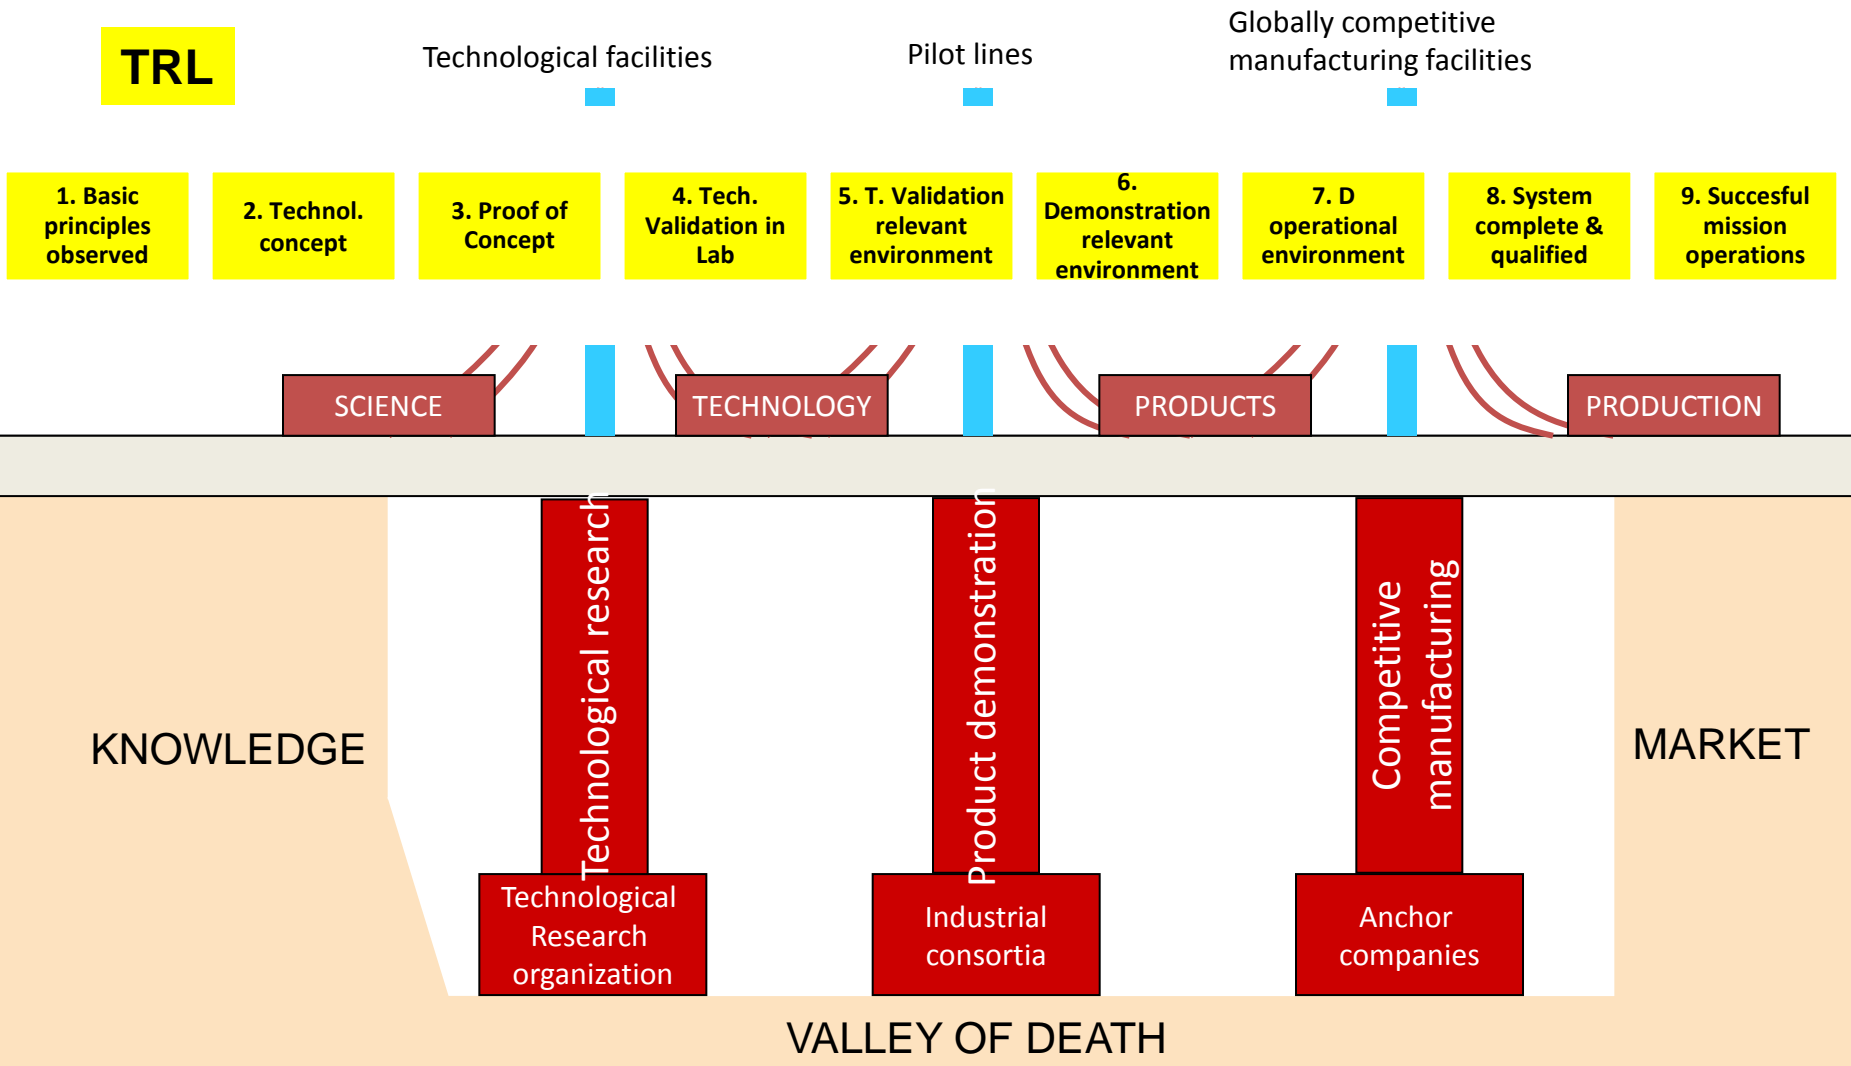 TRL
Technological facilities
Pilot lines
Globally competitive
manufacturing facilities
1. Basic
principles
observed
2. Technol.
concept
3. Proof of
Concept
4. Tech.
Validation in
Lab
5. T. Validation
relevant
environment
6.
Demonstration
relevant
environment
7. D
operational
environment
8. System
complete &
qualified
9. Succesful
mission
operations
SCIENCE
TECHNOLOGY
PRODUCTS
PRODUCTION
Technological research
Product demonstration
Competitive
manufacturing
KNOWLEDGE
MARKET
Technological
Research
organization
Industrial
consortia
Anchor
companies
VALLEY OF DEATH